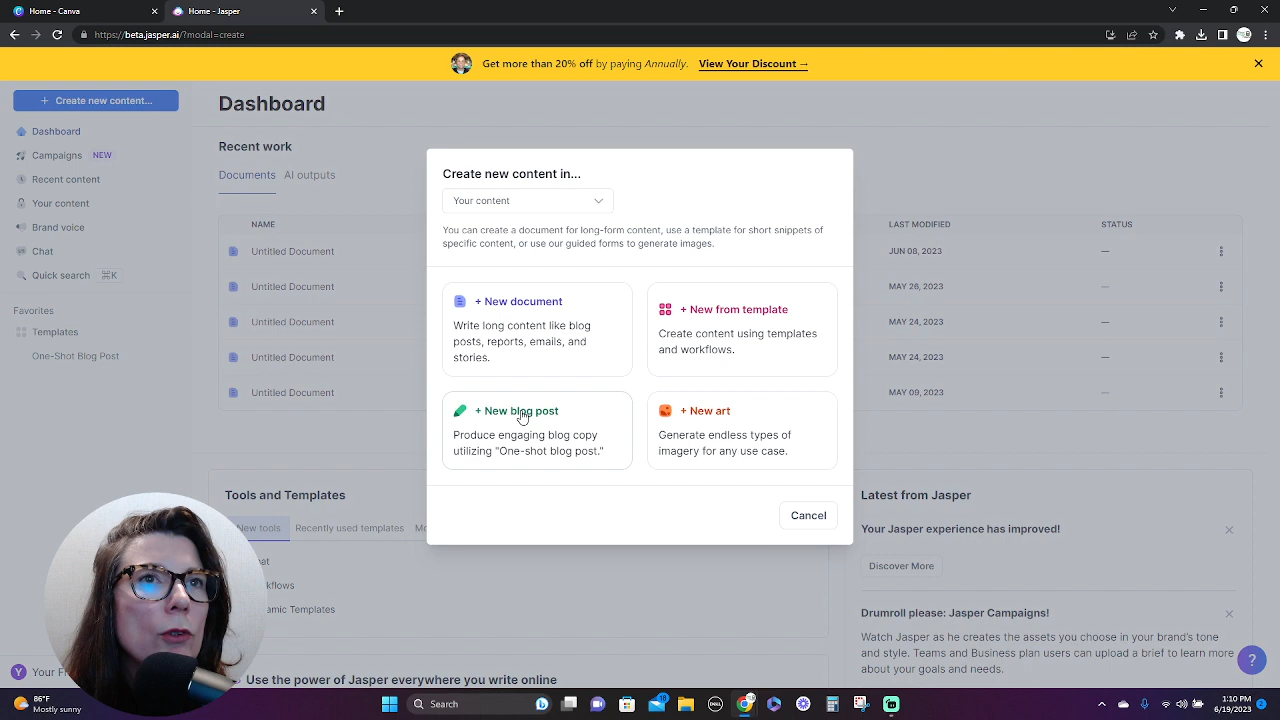 Home - Canva
Home - Jasper
https://beta.jasper.ai/?modal=create
Get more than 20% off by paying Annually. View Your Discount →
+ Create new content...
Dashboard
Campaigns NEW
Recent content
Your content
Brand voice
Chat
Quick search ⌘K
Favorites
Templates
One-Shot Blog Post
Dashboard
Recent work
Documents AI outputs
NAME LAST MODIFIED STATUS
Untitled Document JUN 08, 2023 —
Untitled Document MAY 26, 2023 —
Untitled Document MAY 24, 2023 —
Untitled Document MAY 24, 2023 —
Untitled Document MAY 09, 2023 —
Create new content in...
Your content
You can create a document for long-form content, use a template for short snippets of
specific content, or use our guided forms to generate images.
+ New document
Write long content like blog
posts, reports, emails, and
stories.
+ New from template
Create content using templates
and workflows.
+ New blog post
Produce engaging blog copy
utilizing "One-shot blog post."
+ New art
Generate endless types of
imagery for any use case.
Cancel
Tools and Templates
New tools Recently used templates
Use the power of Jasper everywhere you write online
Latest from Jasper
Your Jasper experience has improved!
Discover More
Drumroll please: Jasper Campaigns!
Watch Jasper as he creates the assets you choose in your brand's tone
and style. Teams and Business plan users can upload a brief to learn more
about your goals and needs.
?
Y Your
86°F
Mostly sunny
Search
DELL
18
1:10 PM
6/19/2023
2